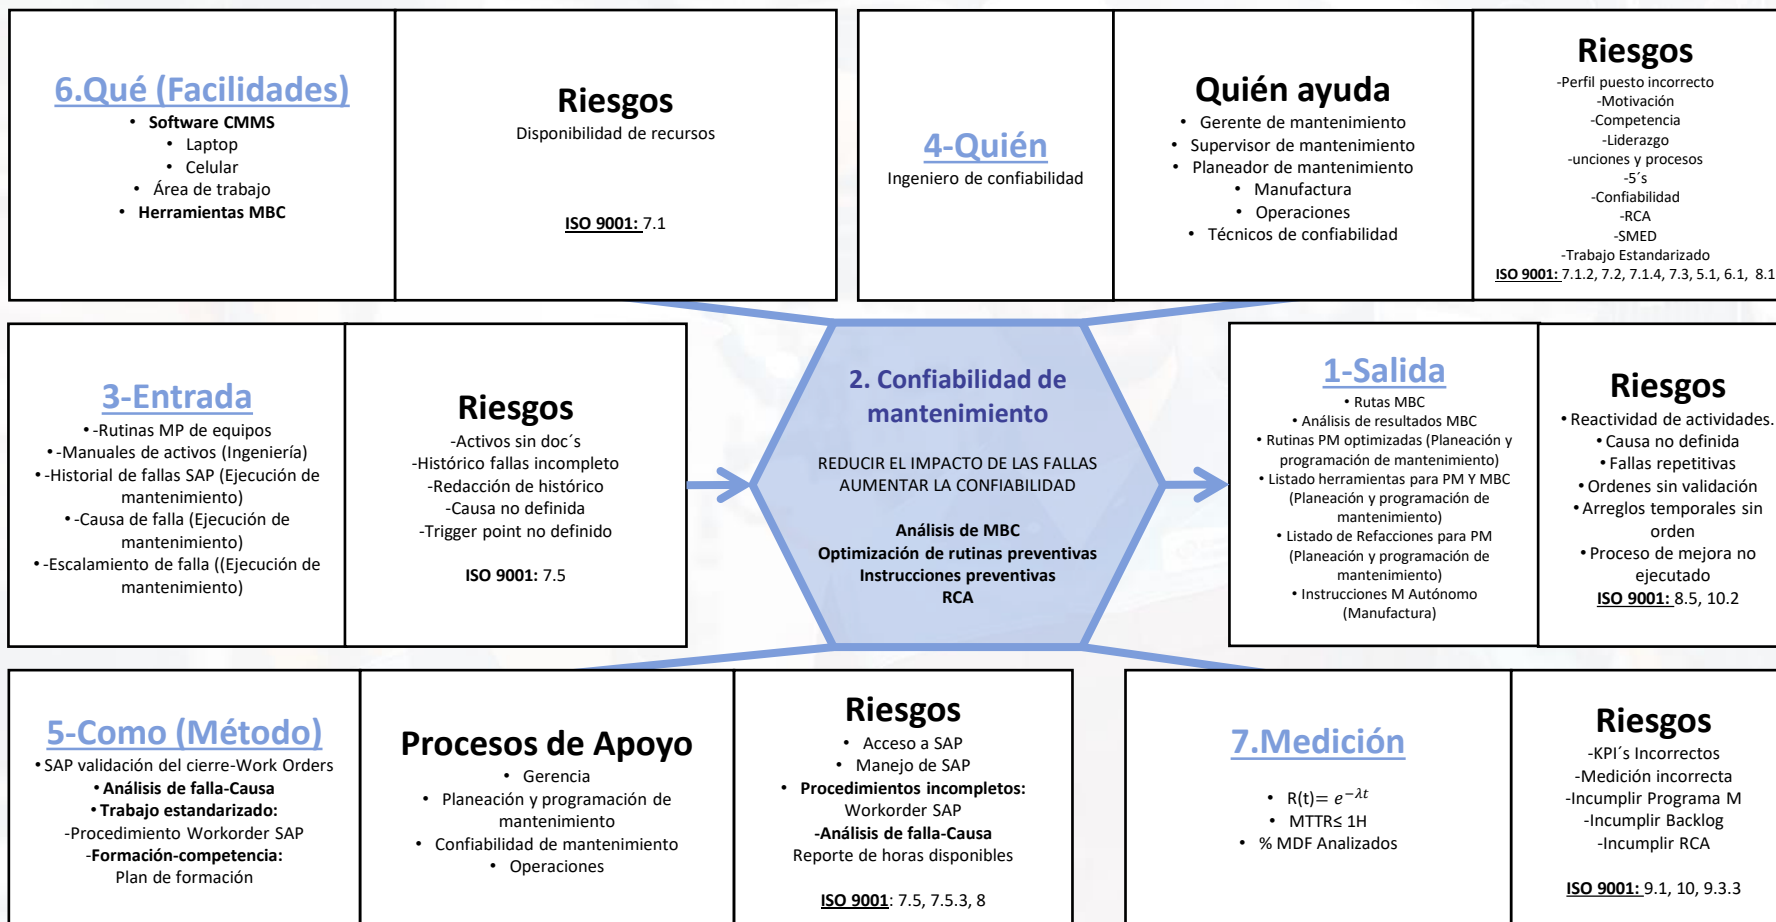 6.Qué (Facilidades)
• Software CMMS
• Laptop
• Celular
• Área de trabajo
• Herramientas MBC
Riesgos
Disponibilidad de recursos
ISO 9001: 7.1
4-Quién
Ingeniero de confiabilidad
Quién ayuda
• Gerente de mantenimiento
• Supervisor de mantenimiento
• Planeador de mantenimiento
• Manufactura
• Operaciones
• Técnicos de confiabilidad
Riesgos
-Perfil puesto incorrecto
-Motivación
-Competencia
-Liderazgo
-unciones y procesos
-5´s
-Confiabilidad
-RCA
-SMED
-Trabajo Estandarizado
ISO 9001: 7.1.2, 7.2, 7.1.4, 7.3, 5.1, 6.1, 8.1
3-Entrada
• -Rutinas MP de equipos
• -Manuales de activos (Ingeniería)
• -Historial de fallas SAP (Ejecución de
mantenimiento)
• -Causa de falla (Ejecución de
mantenimiento)
• -Escalamiento de falla ((Ejecución de
mantenimiento)
Riesgos
-Activos sin doc´s
-Histórico fallas incompleto
-Redacción de histórico
-Causa no definida
-Trigger point no definido
ISO 9001: 7.5
2. Confiabilidad de
mantenimiento
REDUCIR EL IMPACTO DE LAS FALLAS
AUMENTAR LA CONFIABILIDAD
Análisis de MBC
Optimización de rutinas preventivas
Instrucciones preventivas
RCA
1-Salida
• Rutas MBC
• Análisis de resultados MBC
• Rutinas PM optimizadas (Planeación y
programación de mantenimiento)
• Listado herramientas para PM Y MBC
(Planeación y programación de
mantenimiento)
• Listado de Refacciones para PM
(Planeación y programación de
mantenimiento)
• Instrucciones M Autónomo
(Manufactura)
Riesgos
• Reactividad de actividades.
• Causa no definida
• Fallas repetitivas
• Ordenes sin validación
• Arreglos temporales sin
orden
• Proceso de mejora no
ejecutado
ISO 9001: 8.5, 10.2
5-Como (Método)
• SAP validación del cierre-Work Orders
• Análisis de falla-Causa
• Trabajo estandarizado:
-Procedimiento Workorder SAP
-Formación-competencia:
Plan de formación
Procesos de Apoyo
• Gerencia
• Planeación y programación de
mantenimiento
• Confiabilidad de mantenimiento
• Operaciones
Riesgos
• Acceso a SAP
• Manejo de SAP
• Procedimientos incompletos:
Workorder SAP
-Análisis de falla-Causa
Reporte de horas disponibles
ISO 9001: 7.5, 7.5.3, 8
7.Medición
• R(t)= e^{−λt}
• MTTR≤ 1H
• % MDF Analizados
Riesgos
-KPI´s Incorrectos
-Medición incorrecta
-Incumplir Programa M
-Incumplir Backlog
-Incumplir RCA
ISO 9001: 9.1, 10, 9.3.3